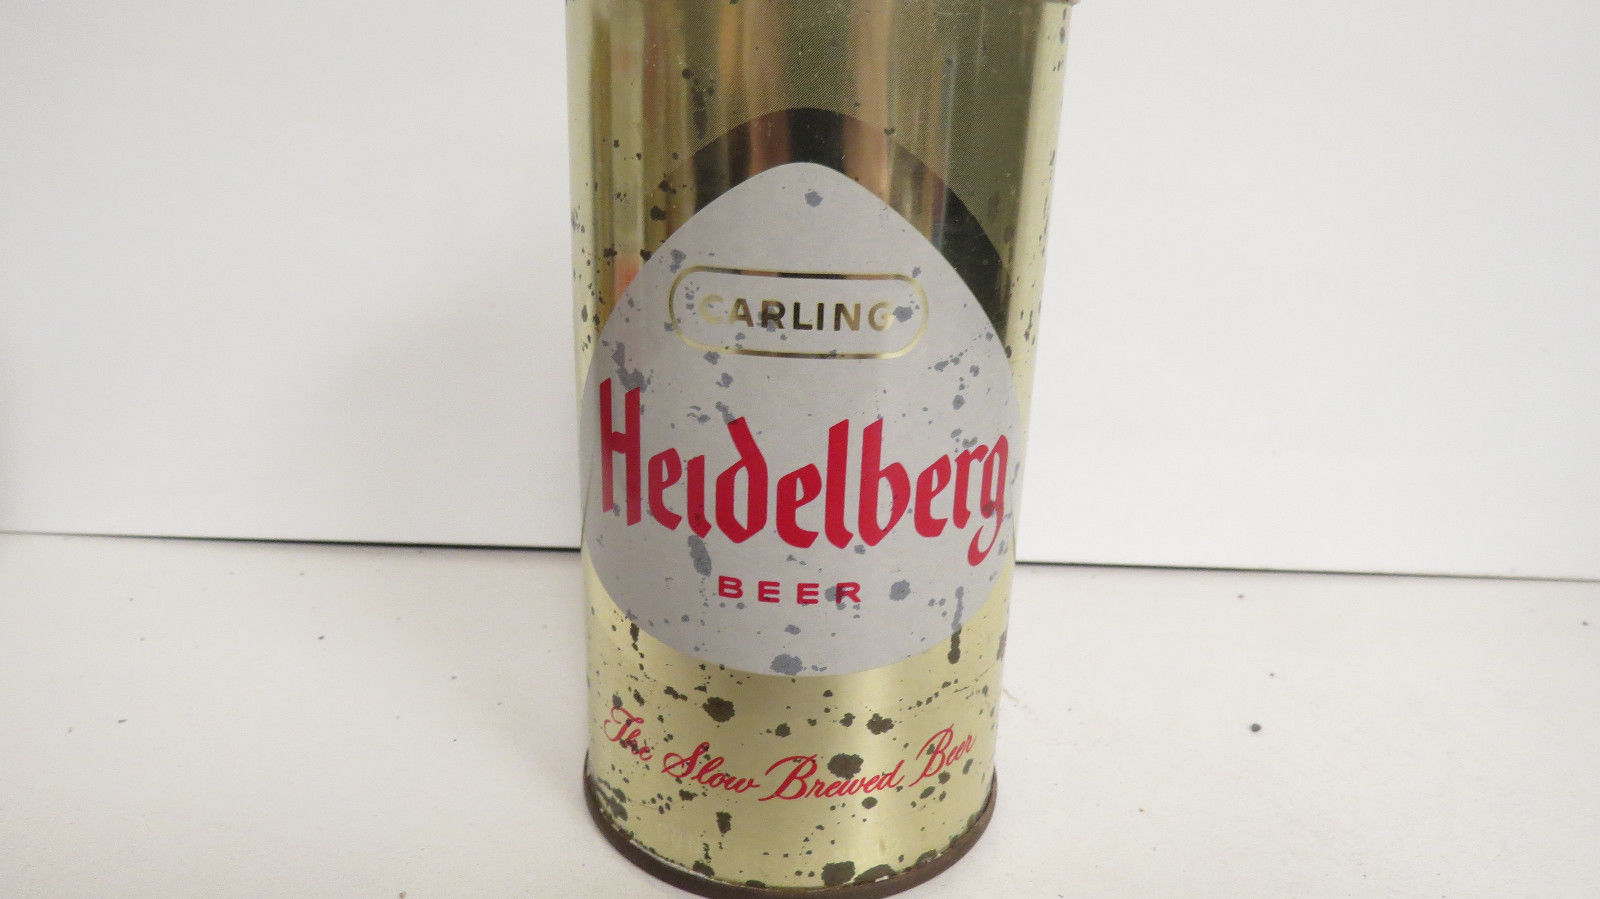 CARLING
Heidelberg
BEER
The Slow Brewed Beer